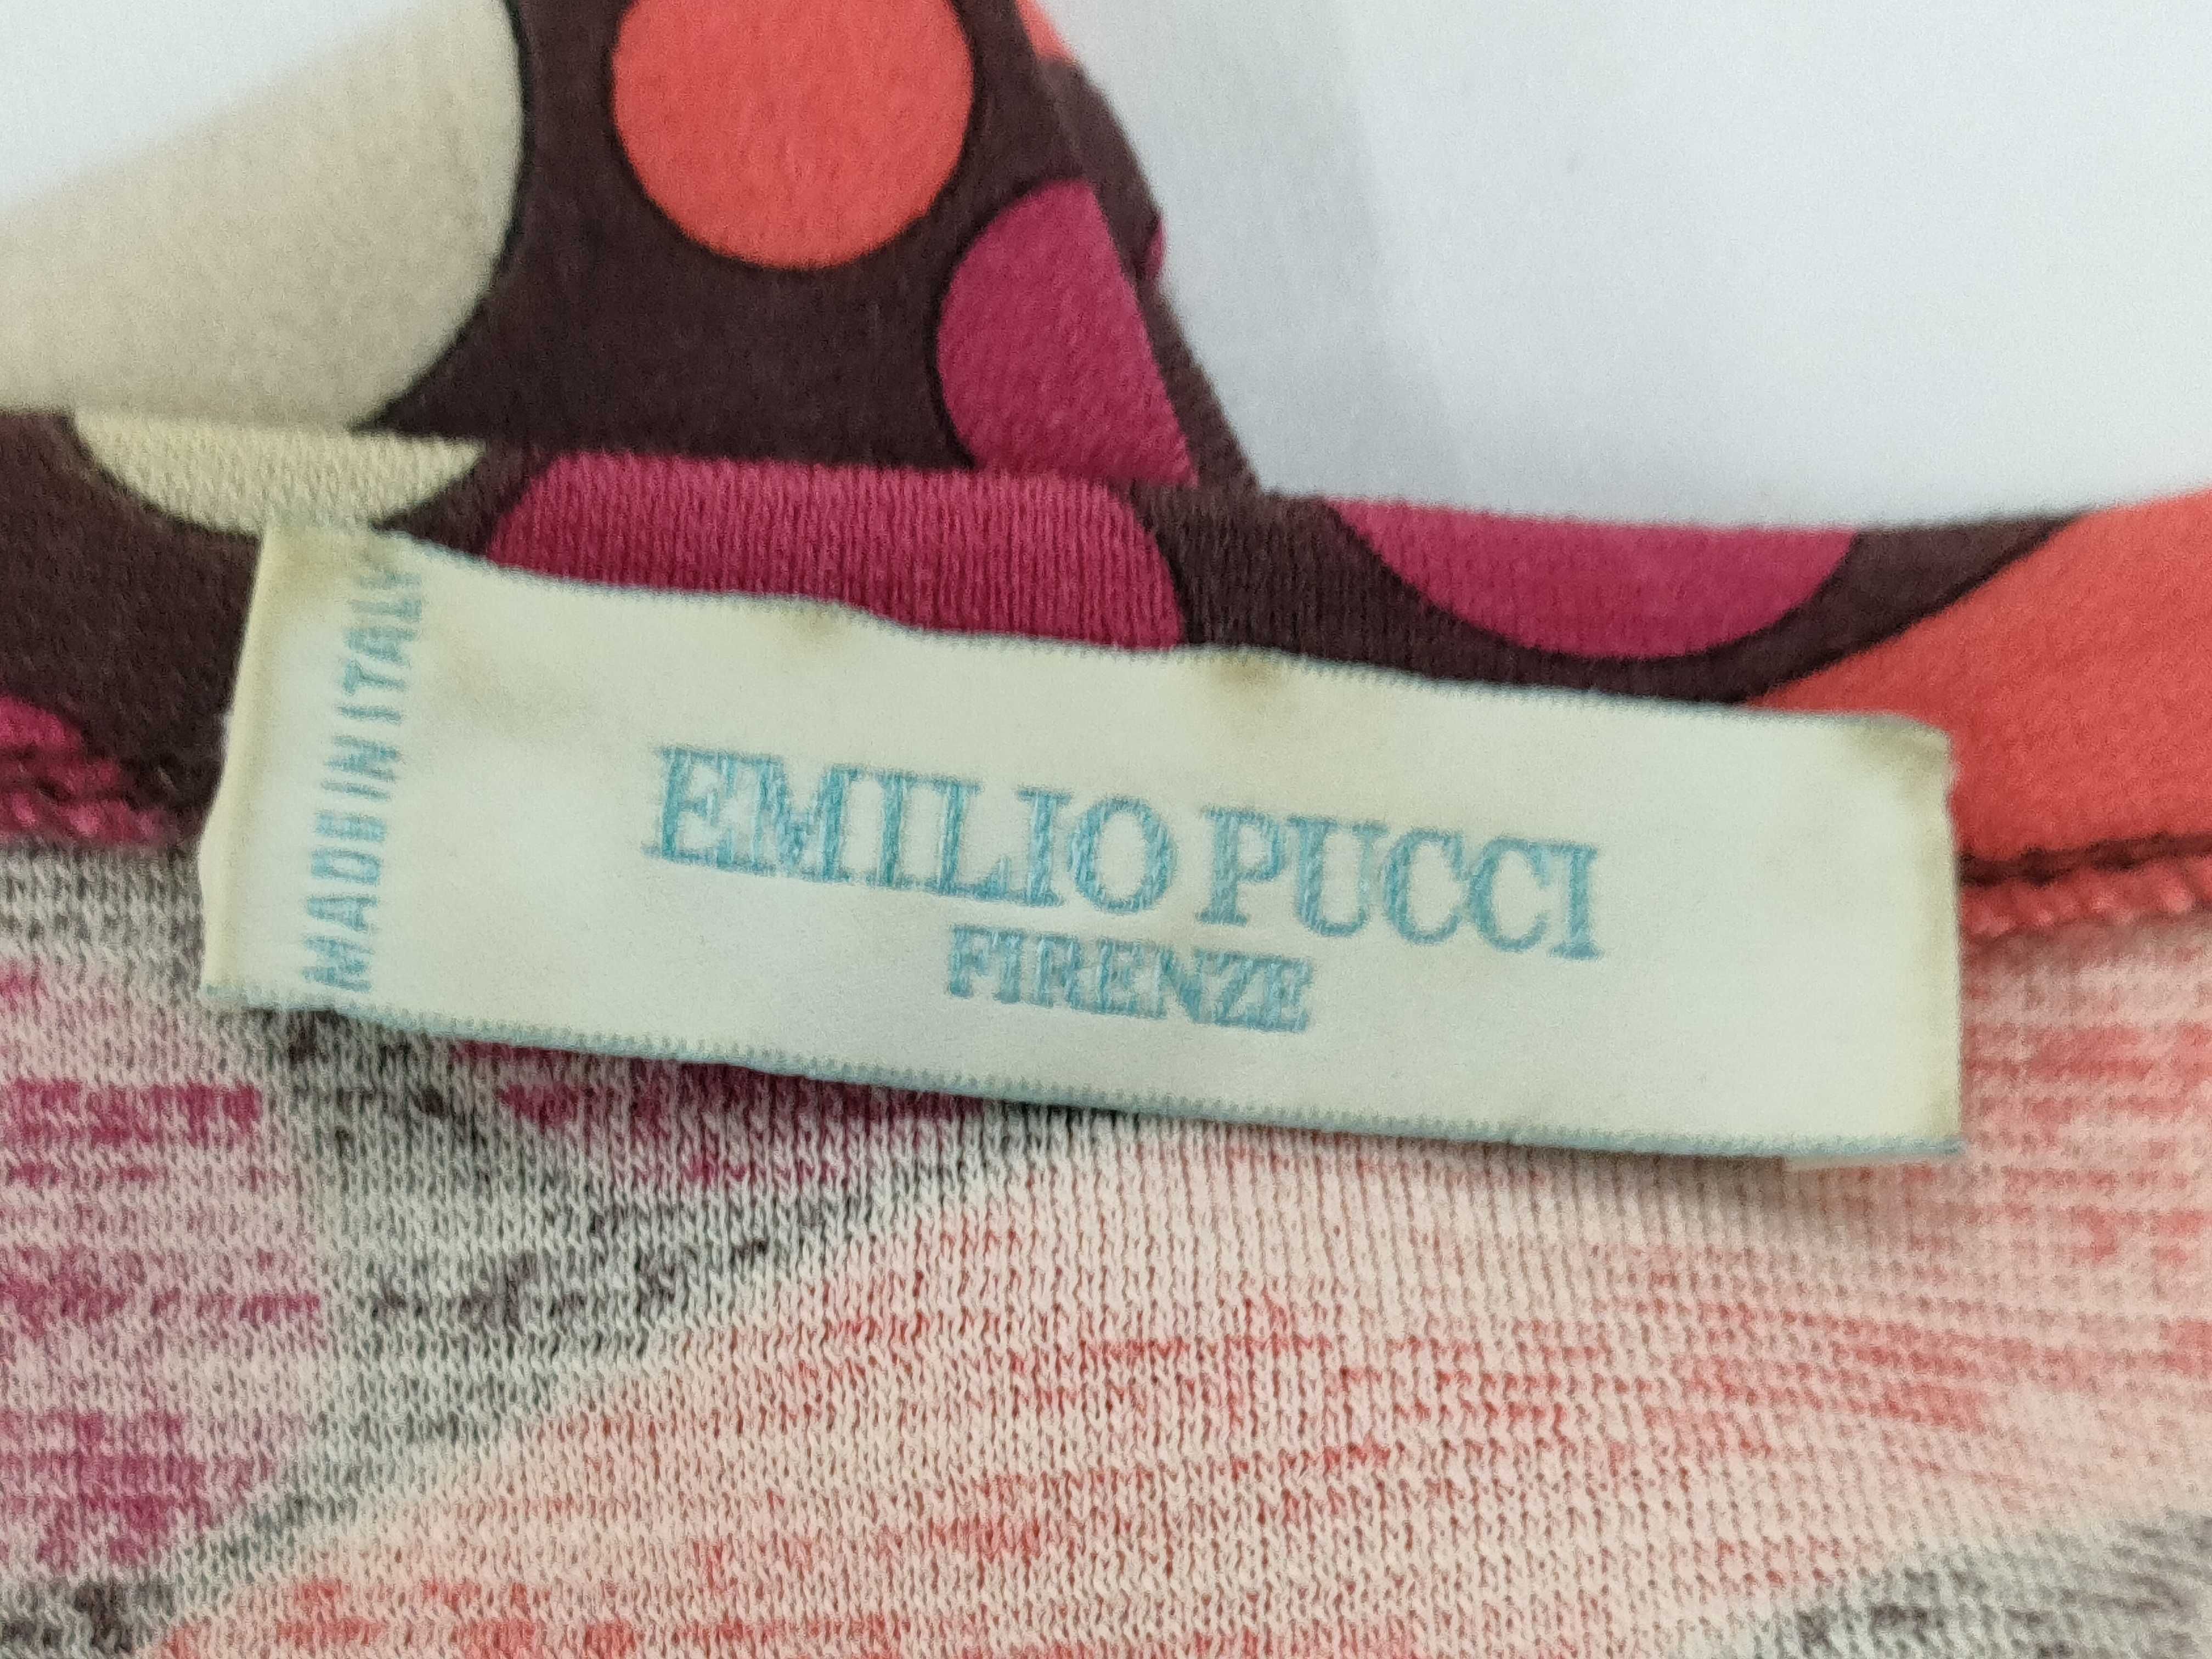 MADE IN ITALY
EMILIO PUCCI
FIRENZE